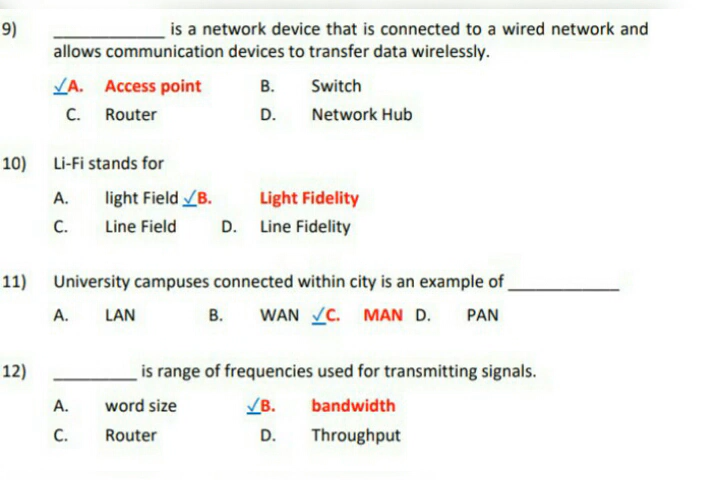 9) ____________ is a network device that is connected to a wired network and
allows communication devices to transfer data wirelessly.
✓A. Access point B. Switch
C. Router D. Network Hub
10) Li-Fi stands for
A. light Field ✓B. Light Fidelity
C. Line Field D. Line Fidelity
11) University campuses connected within city is an example of ____________
A. LAN B. WAN ✓C. MAN D. PAN
12) _________ is range of frequencies used for transmitting signals.
A. word size ✓B. bandwidth
C. Router D. Throughput